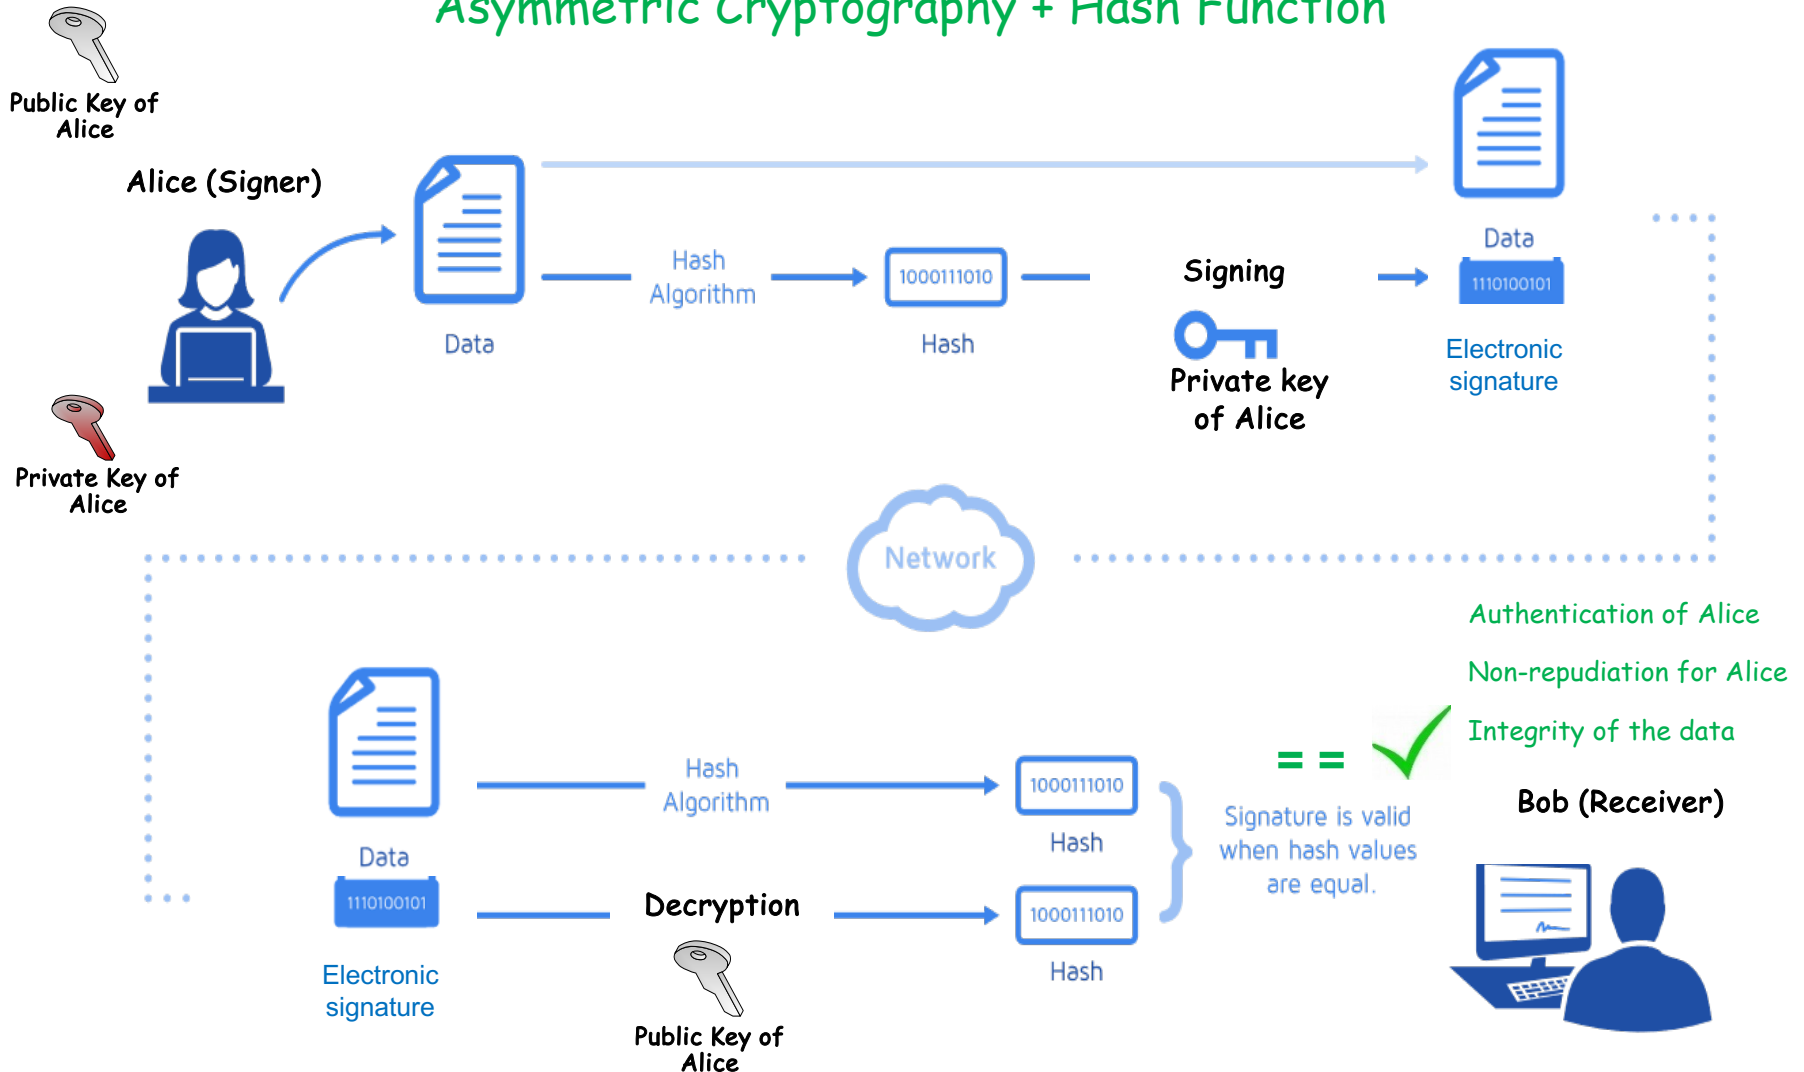 Asymmetric Cryptography + Hash Function
Public Key of
Alice
Alice (Signer)
Data
Hash
Algorithm
1000111010
Hash
Signing
Private key
of Alice
Data
1110100101
Electronic
signature
Private Key of
Alice
Network
Authentication of Alice
Non-repudiation for Alice
Integrity of the data
Data
1110100101
Electronic
signature
Hash
Algorithm
1000111010
Hash
Decryption
Public Key of
Alice
1000111010
Hash
= =
Signature is valid
when hash values
are equal.
Bob (Receiver)